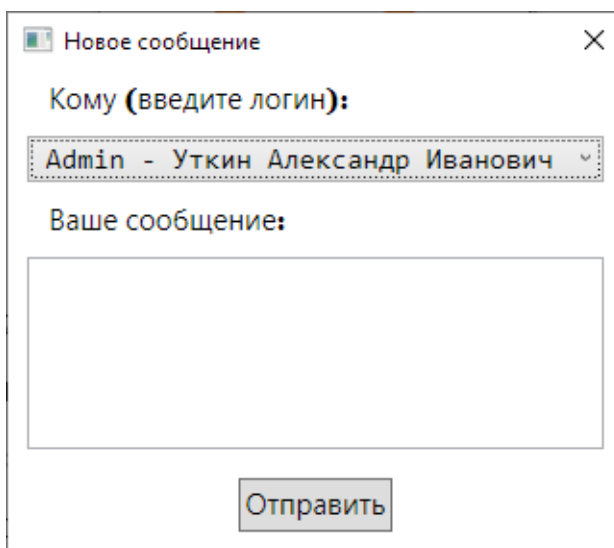 Новое сообщение
Кому (введите логин):
Admin - Уткин Александр Иванович
Ваше сообщение:
Отправить